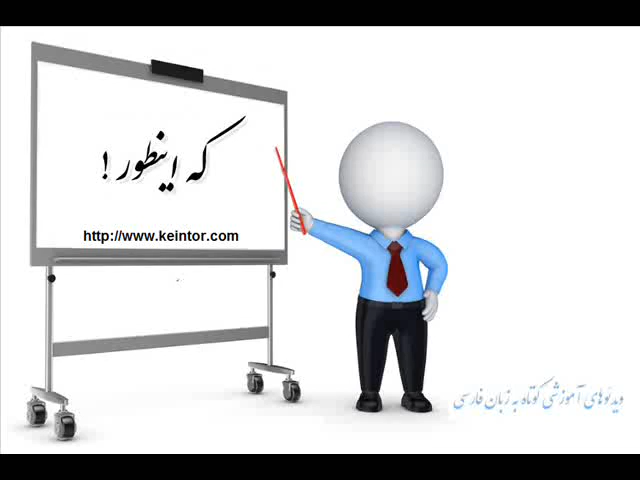 که اینطور !
http://www.keintor.com
ویدئوهای آموزشی کوتاه به زبان فارسی